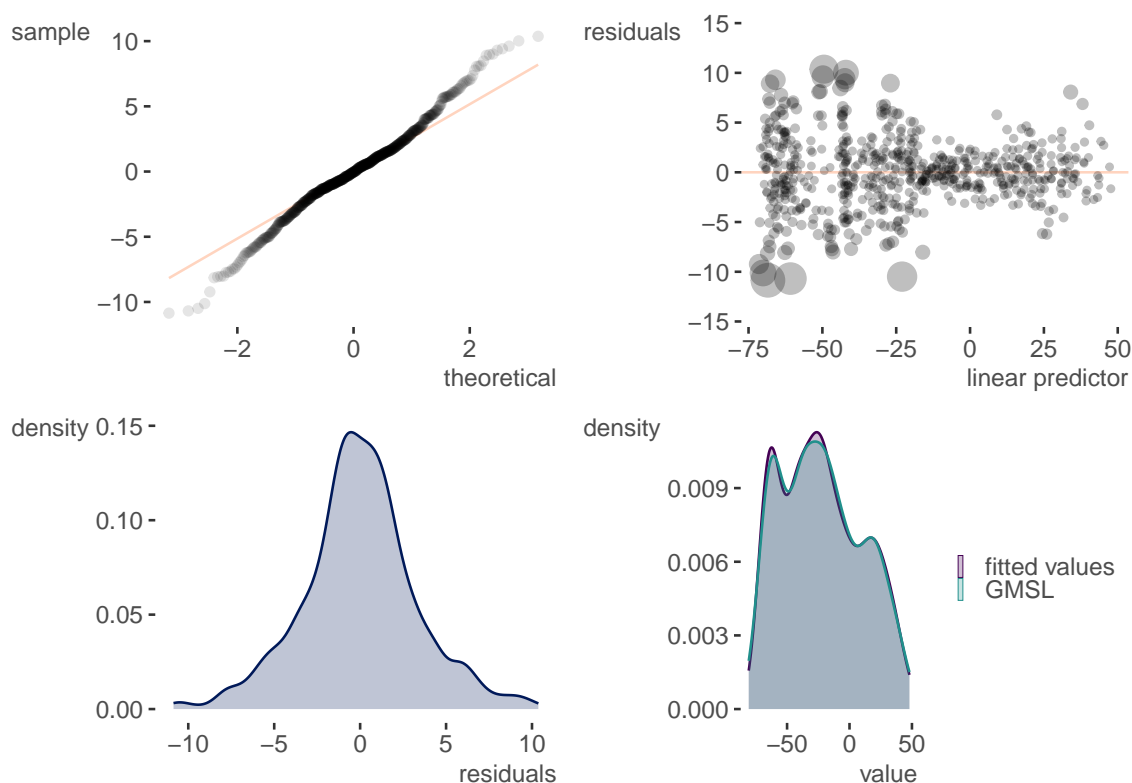 sample
10
5
0
−5
−10
−2 0 2
theoretical
residuals
15
10
5
0
−5
−10
−15
−75 −50 −25 0 25 50
linear predictor
density
0.15
0.10
0.05
0.00
−10 −5 0 5 10
residuals
density
0.009
0.006
0.003
0.000
−50 0 50
value
fitted values
GMSL